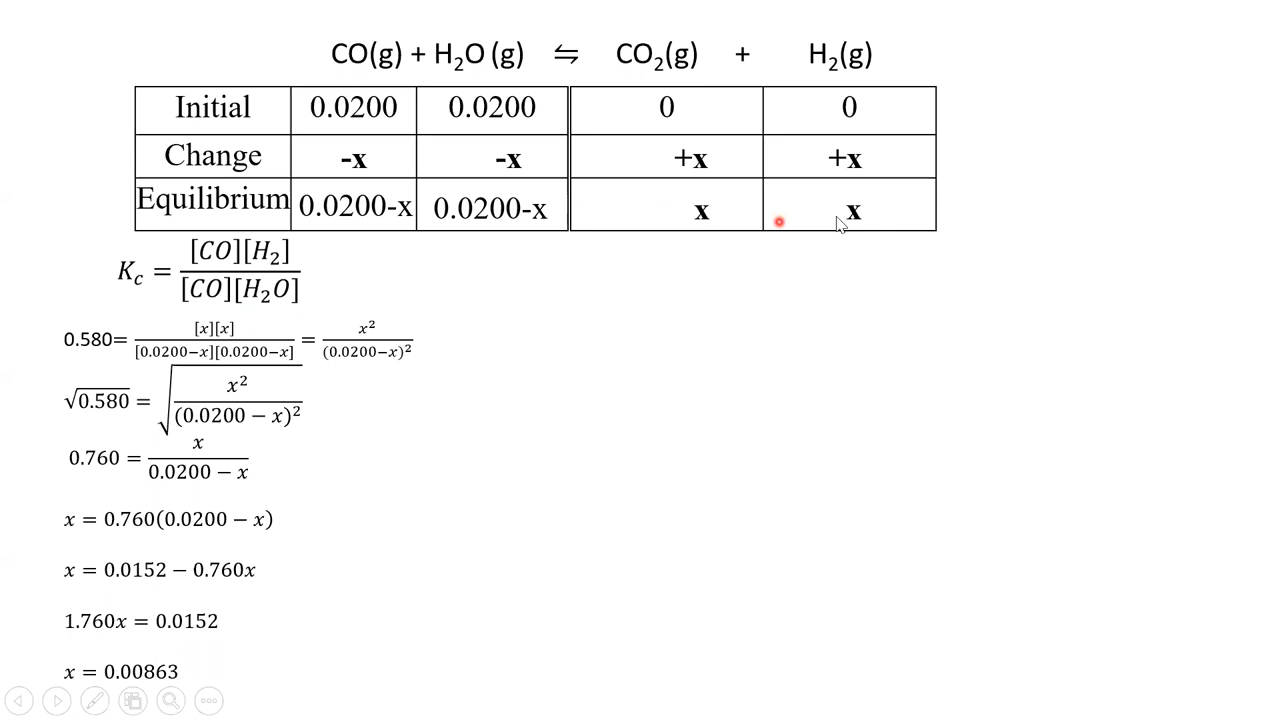 CO(g) + H₂O (g) ⇋ CO₂(g) + H₂(g)
Initial 0.0200 0.0200 0 0
Change -x -x +x +x
Equilibrium 0.0200-x 0.0200-x x x
K_c = [CO][H₂] / [CO][H₂O]
0.580= [x][x] / [0.0200−x][0.0200−x] = x² / (0.0200−x)²
√0.580 = √(x² / (0.0200 − x)²)
0.760 = x / 0.0200 − x
x = 0.760(0.0200 − x)
x = 0.0152 − 0.760x
1.760x = 0.0152
x = 0.00863